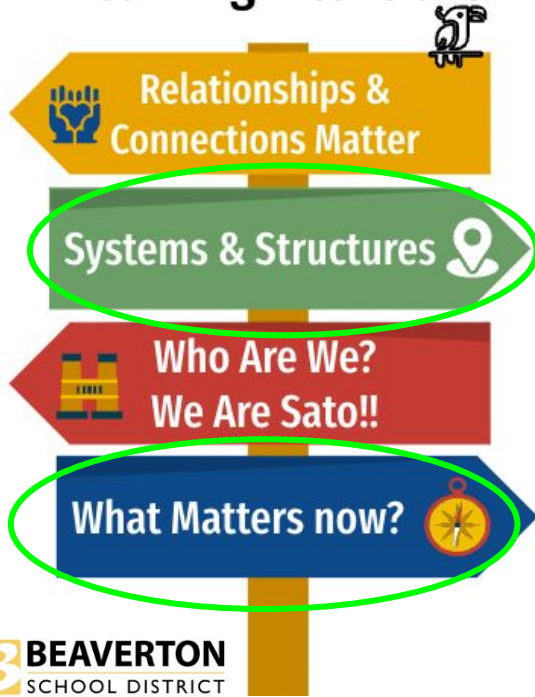 Relationships &
Connections Matter
Systems & Structures
Who Are We?
We Are Sato!!
What Matters now?
BEAVERTON
SCHOOL DISTRICT